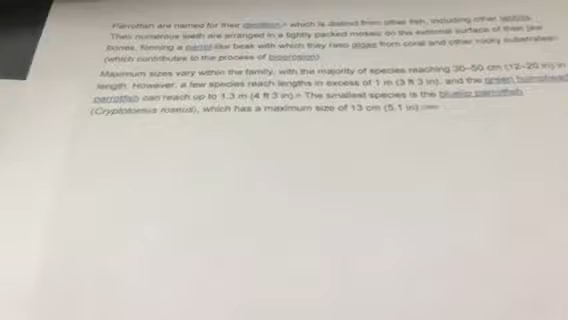 Parrotfish are named for their dentition, which is distinct from other fish, including other labrids.
Their numerous teeth are arranged in a tightly packed mosaic on the external surface of their jaw
bones, forming a parrot-like beak with which they rasp algae from coral and other rocky substrates
(which contributes to the process of bioerosion).
Maximum sizes vary within the family, with the majority of species reaching 30–50 cm (12–20 in) in
length. However, a few species reach lengths in excess of 1 m (3 ft 3 in), and the green humphead
parrotfish can reach up to 1.3 m (4 ft 3 in). The smallest species is the bluelip parrotfish
(Cryptotomus roseus), which has a maximum size of 13 cm (5.1 in).